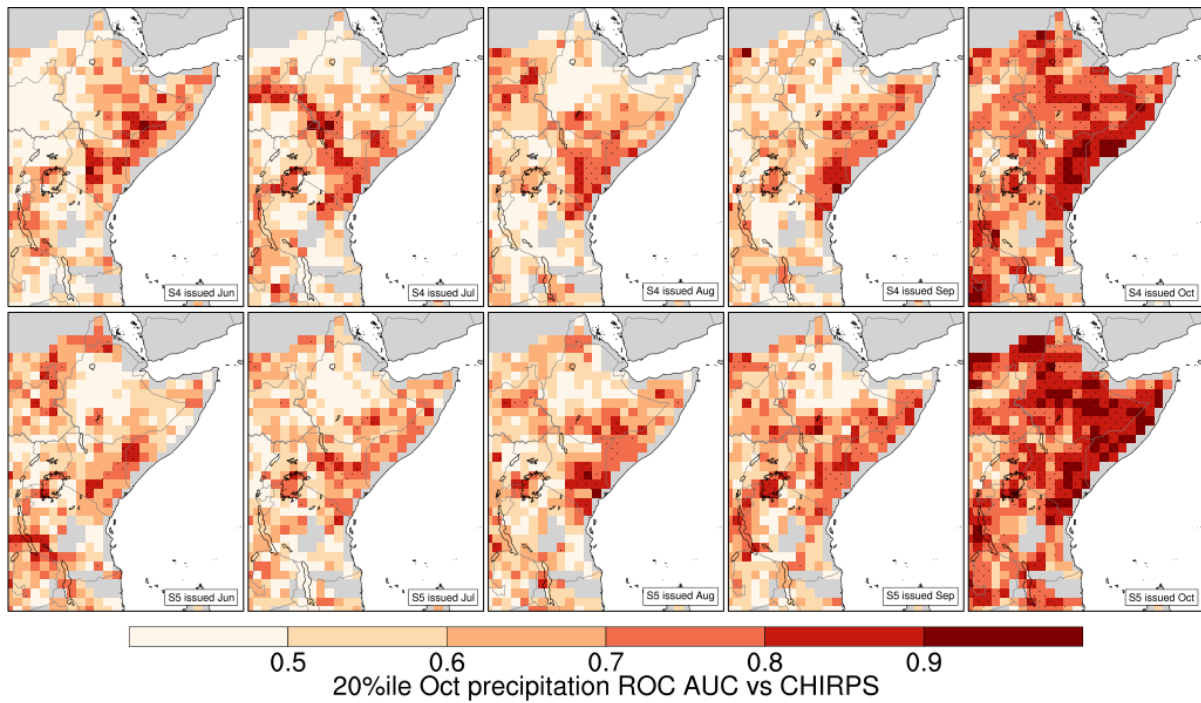 S4 issued Jun
S4 issued Jul
S4 issued Aug
S4 issued Sep
S4 issued Oct
S5 issued Jun
S5 issued Jul
S5 issued Aug
S5 issued Sep
S5 issued Oct
0.5 0.6 0.7 0.8 0.9
20%ile Oct precipitation ROC AUC vs CHIRPS